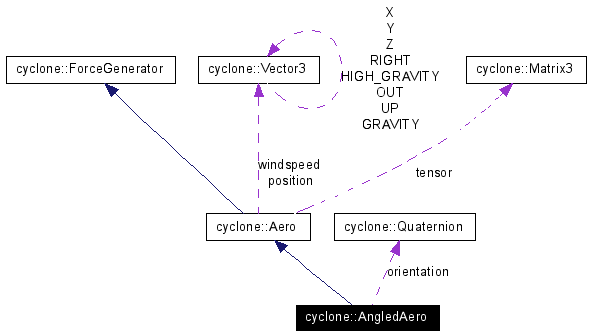 X
Y
Z
RIGHT
HIGH_GRAVITY
OUT
UP
GRAVITY
cyclone::ForceGenerator
cyclone::Vector3
cyclone::Matrix3
windspeed
position
tensor
cyclone::Aero
cyclone::Quaternion
orientation
cyclone::AngledAero